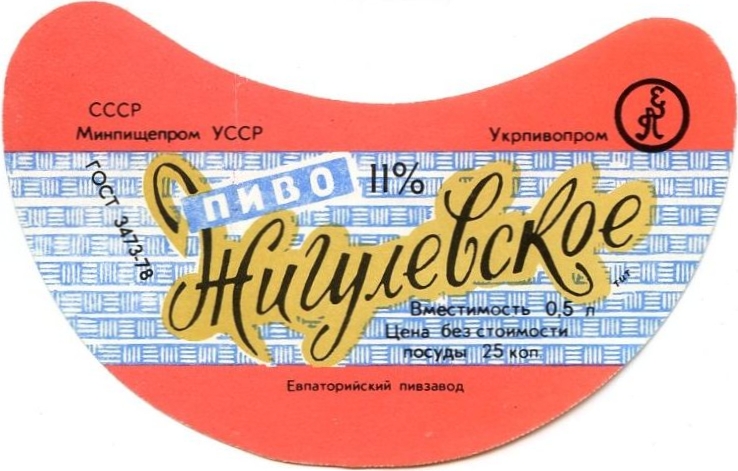 СССР
Минпищепром УССР
Укрпивопром
ГОСТ 3473-78
ПИВО
11%
Жигулевское
Вместимость 0,5 л
Цена без стоимости
посуды 25 коп.
Евпаторийский пивзавод